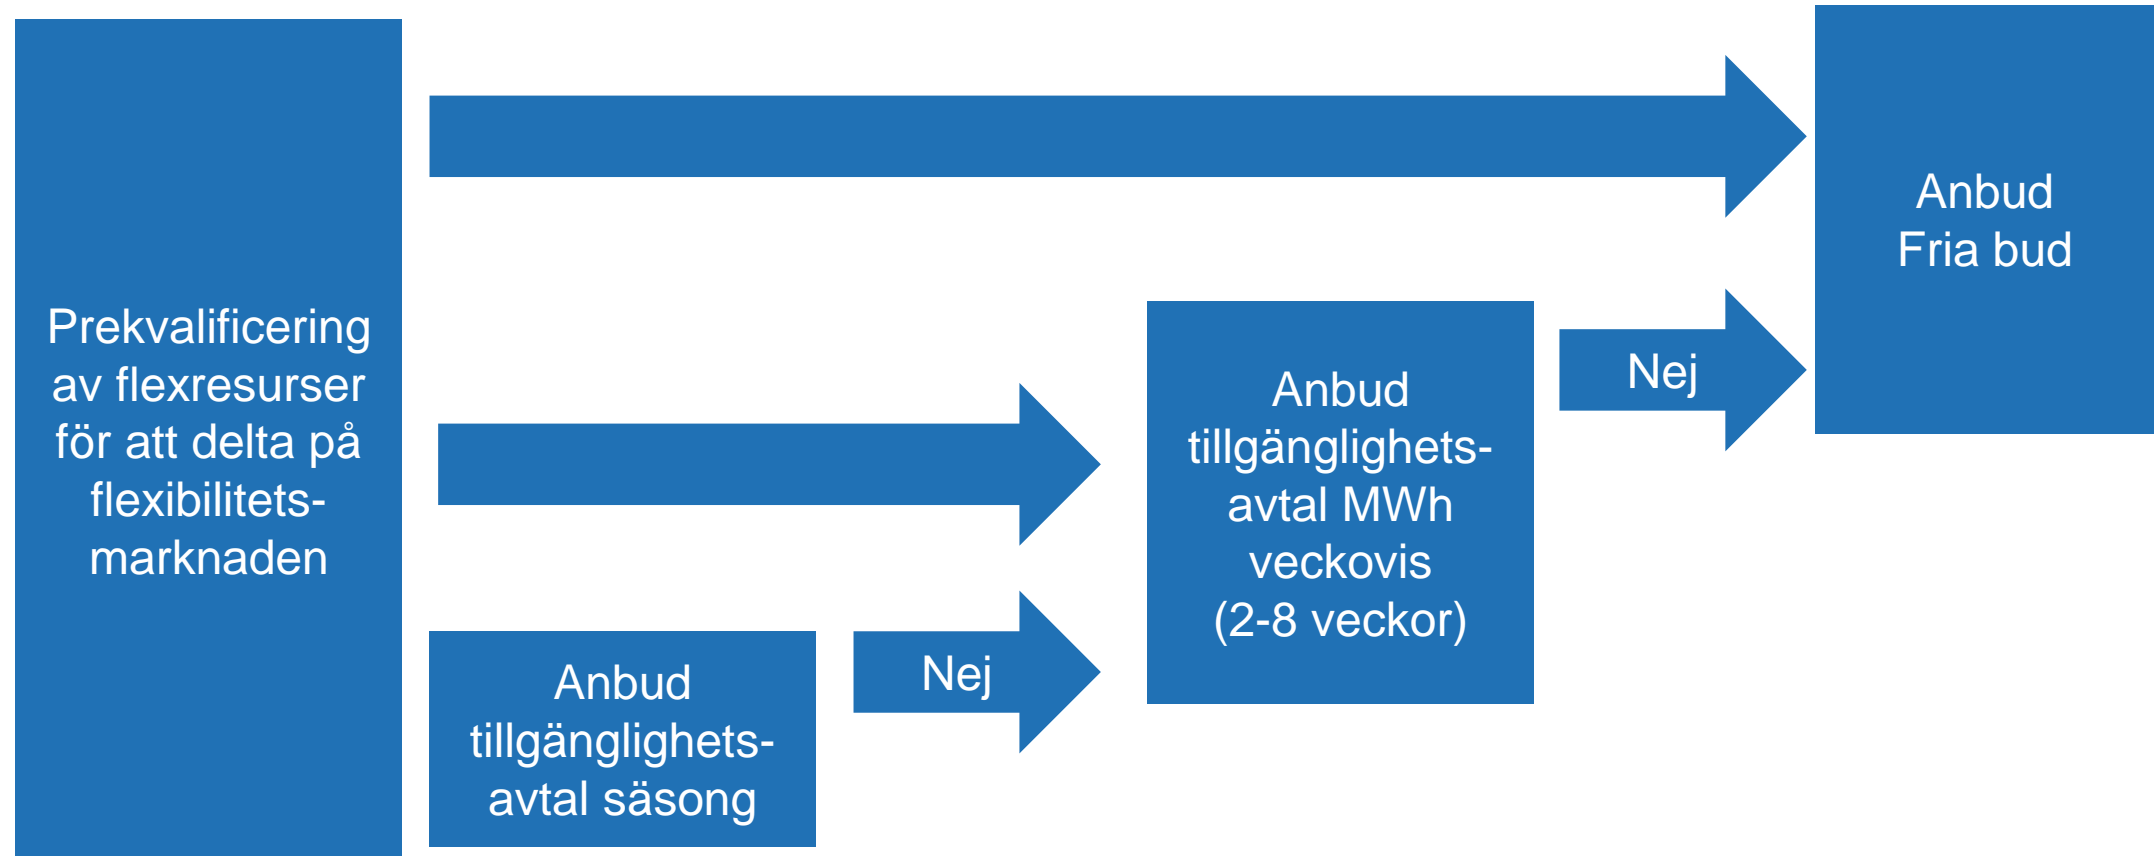 Prekvalificering
av flexresurser
för att delta på
flexibilitets-
marknaden
Anbud
tillgänglighets-
avtal säsong
Nej
Anbud
tillgänglighets-
avtal MWh
veckovis
(2-8 veckor)
Nej
Anbud
Fria bud